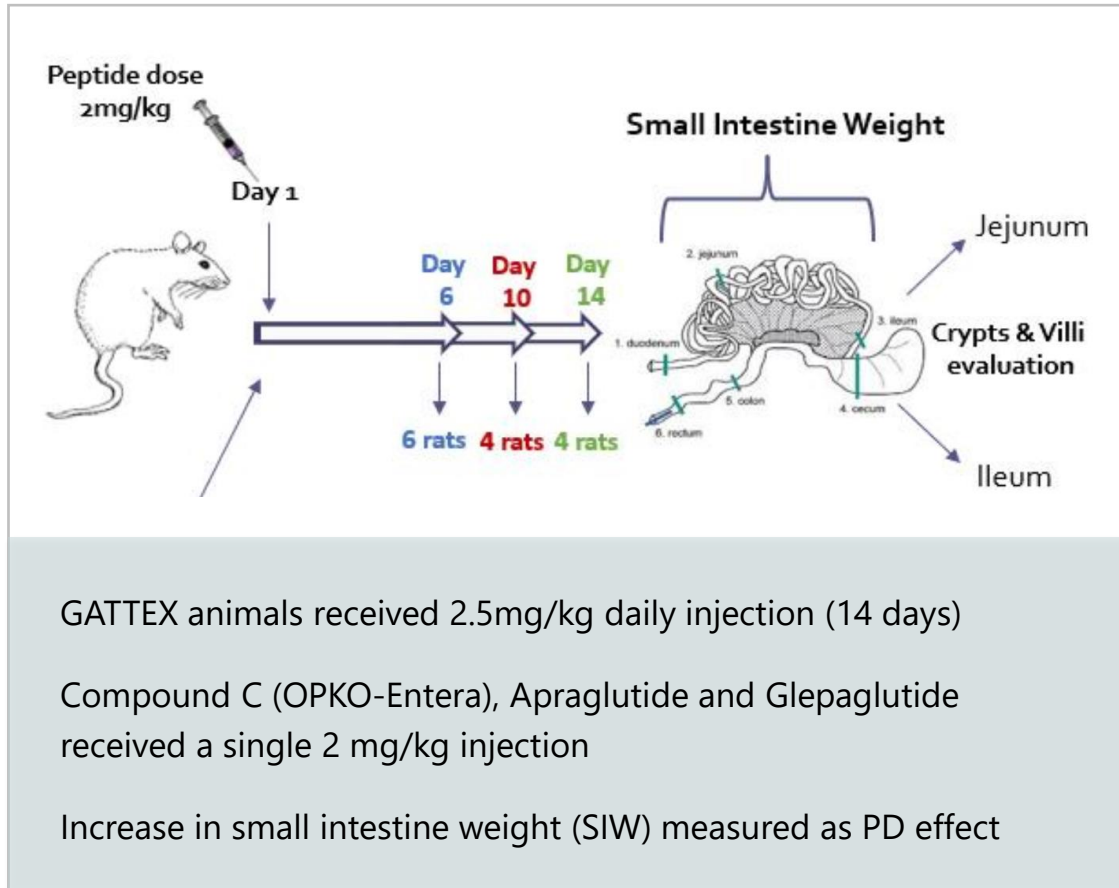 Peptide dose
2mg/kg
Day 1
Small Intestine Weight
Day
6
Day
10
Day
14
6 rats
4 rats
4 rats
2. jejunum
1. duodenum
3. ileum
5. colon
4. cecum
6. rectum
Jejunum
Crypts & Villi
evaluation
Ileum
GATTEX animals received 2.5mg/kg daily injection (14 days)
Compound C (OPKO-Entera), Apraglutide and Glepaglutide
received a single 2 mg/kg injection
Increase in small intestine weight (SIW) measured as PD effect